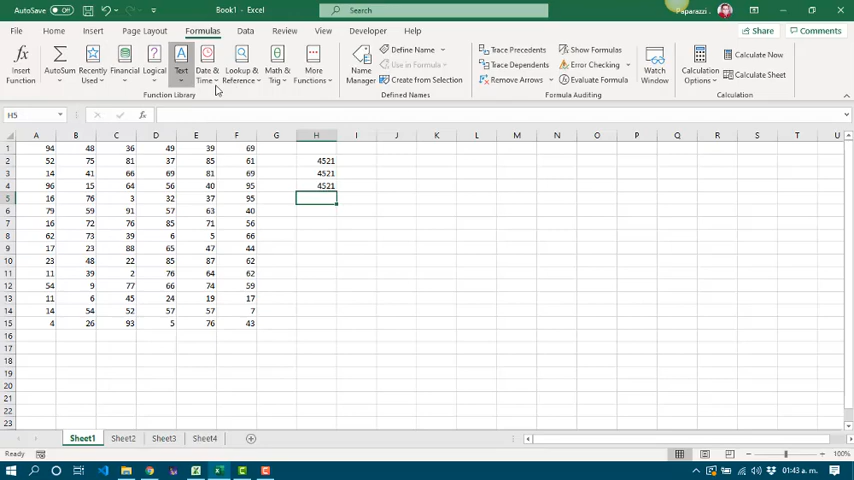 AutoSave Off Book1 - Excel Search Paparazzi
File Home Insert Page Layout Formulas Data Review View Developer Help Share Comments
fx Insert Function AutoSum Recently Used Financial Logical Text Date & Time Lookup & Reference Math & Trig More Functions Name Manager Define Name Use in Formula Create from Selection Trace Precedents Trace Dependents Remove Arrows Show Formulas Error Checking Evaluate Formula Watch Window Calculation Options Calculate Now Calculate Sheet
Function Library Defined Names Formula Auditing Calculation
H5 fx
A B C D E F G H I J K L M N O P Q R S T U
1 94 48 36 49 39 69
2 52 75 81 37 85 61 4521
3 14 41 66 69 81 69 4521
4 96 15 64 56 40 95 4521
5 16 76 3 32 37 95
6 79 59 91 57 63 40
7 16 72 76 85 71 56
8 62 73 39 6 5 66
9 17 23 88 65 47 44
10 23 48 22 85 87 62
11 11 39 2 76 64 62
12 54 9 77 66 74 59
13 11 6 45 24 19 17
14 14 54 52 57 57 7
15 4 26 93 5 76 43
16
17
18
19
20
21
22
23
Sheet1 Sheet2 Sheet3 Sheet4
Ready 100%
01:43 a. m.